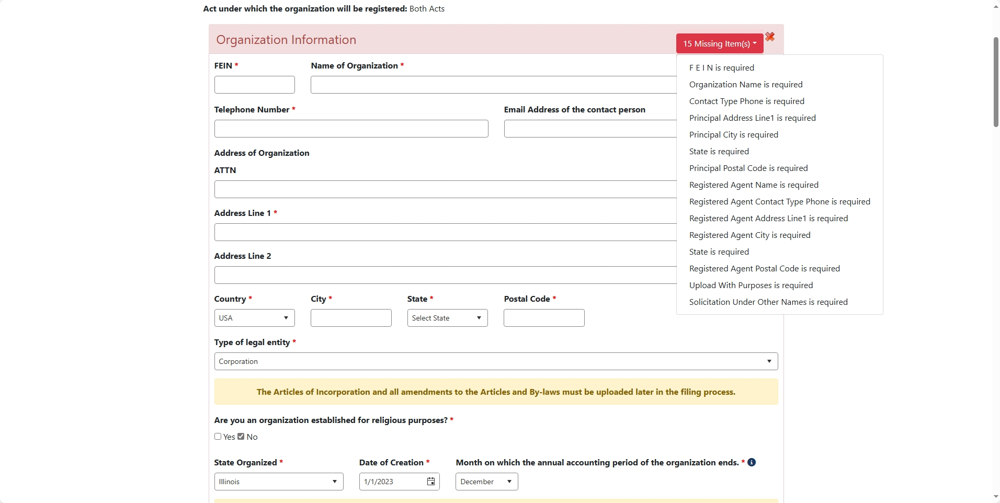 Act under which the organization will be registered: Both Acts
Organization Information
15 Missing Item(s)
F E I N is required
Organization Name is required
Contact Type Phone is required
Principal Address Line1 is required
Principal City is required
State is required
Principal Postal Code is required
Registered Agent Name is required
Registered Agent Contact Type Phone is required
Registered Agent Address Line1 is required
Registered Agent City is required
State is required
Registered Agent Postal Code is required
Upload With Purposes is required
Solicitation Under Other Names is required
FEIN * Name of Organization *
Telephone Number * Email Address of the contact person
Address of Organization
ATTN
Address Line 1 *
Address Line 2
Country * City * State * Postal Code *
USA Select State
Type of legal entity *
Corporation
The Articles of Incorporation and all amendments to the Articles and By-laws must be uploaded later in the filing process.
Are you an organization established for religious purposes? *
Yes No
State Organized * Date of Creation * Month on which the annual accounting period of the organization ends. *
Illinois 1/1/2023 December